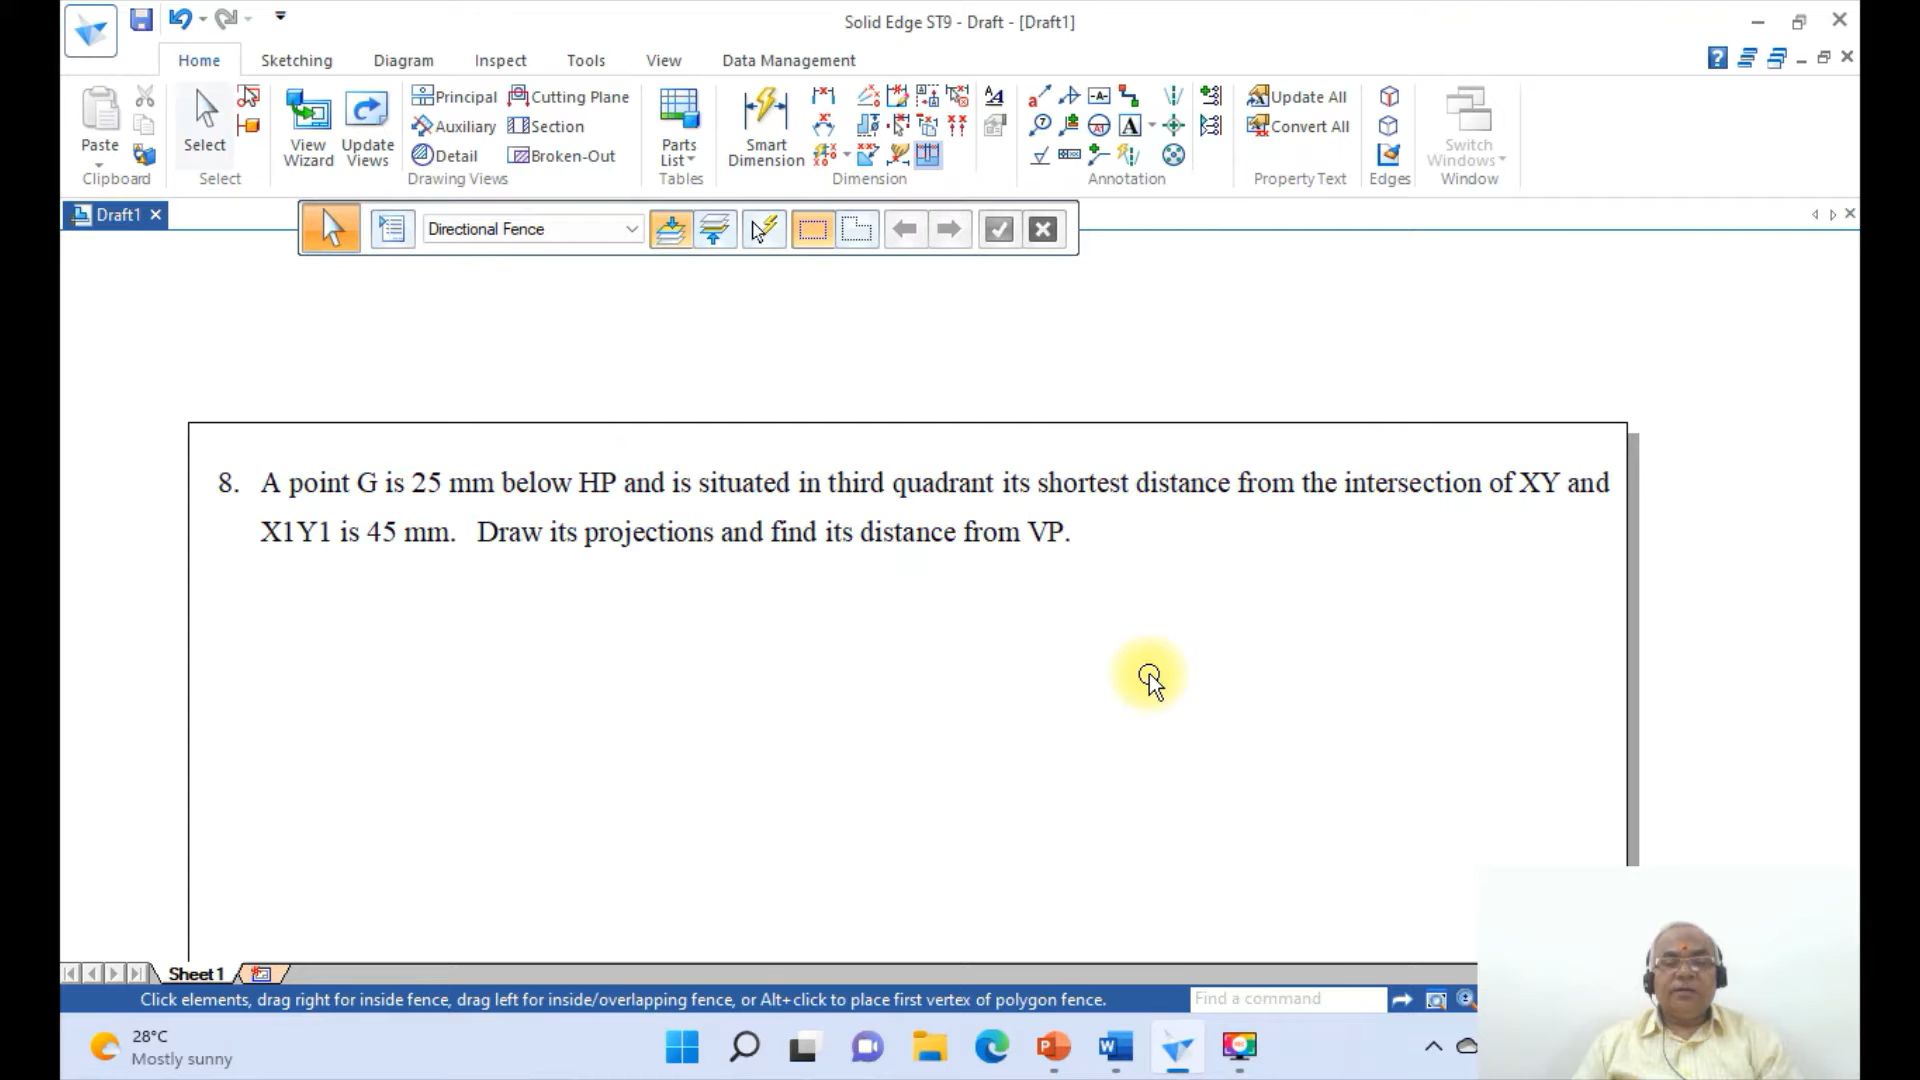 Solid Edge ST9 - Draft - [Draft1]
Home Sketching Diagram Inspect Tools View Data Management
Paste
Clipboard
Select
Select
View Wizard
Update Views
Principal
Auxiliary
Detail
Cutting Plane
Section
Broken-Out
Drawing Views
Parts List
Tables
Smart Dimension
Dimension
Annotation
Update All
Convert All
Property Text
Edges
Switch Windows
Window
Draft1
Directional Fence
8. A point G is 25 mm below HP and is situated in third quadrant its shortest distance from the intersection of XY and
X1Y1 is 45 mm. Draw its projections and find its distance from VP.
Sheet1
Click elements, drag right for inside fence, drag left for inside/overlapping fence, or Alt+click to place first vertex of polygon fence.
Find a command
28°C
Mostly sunny